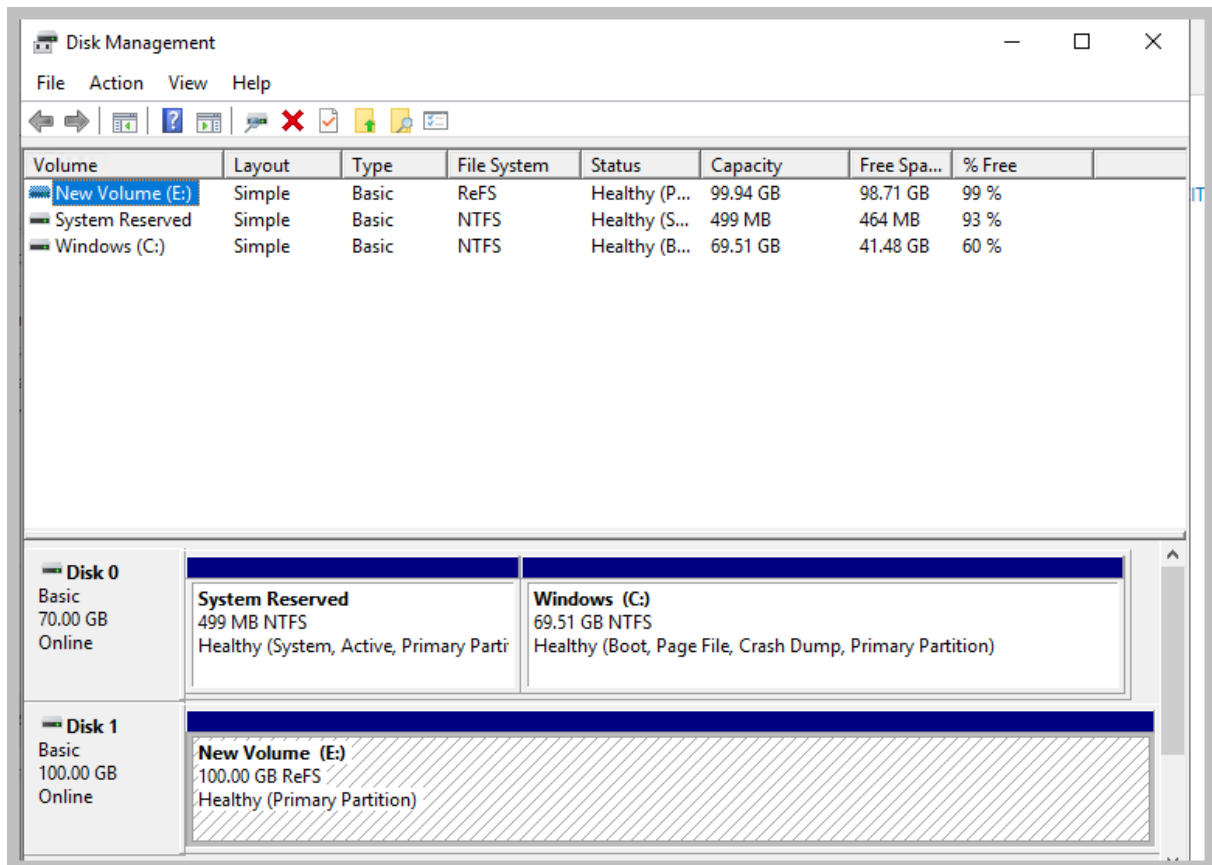 Disk Management
File Action View Help
Volume Layout Type File System Status Capacity Free Spa... % Free
New Volume (E:) Simple Basic ReFS Healthy (P... 99.94 GB 98.71 GB 99 %
System Reserved Simple Basic NTFS Healthy (S... 499 MB 464 MB 93 %
Windows (C:) Simple Basic NTFS Healthy (B... 69.51 GB 41.48 GB 60 %
Disk 0
Basic
70.00 GB
Online
System Reserved
499 MB NTFS
Healthy (System, Active, Primary Parti
Windows (C:)
69.51 GB NTFS
Healthy (Boot, Page File, Crash Dump, Primary Partition)
Disk 1
Basic
100.00 GB
Online
New Volume (E:)
100.00 GB ReFS
Healthy (Primary Partition)